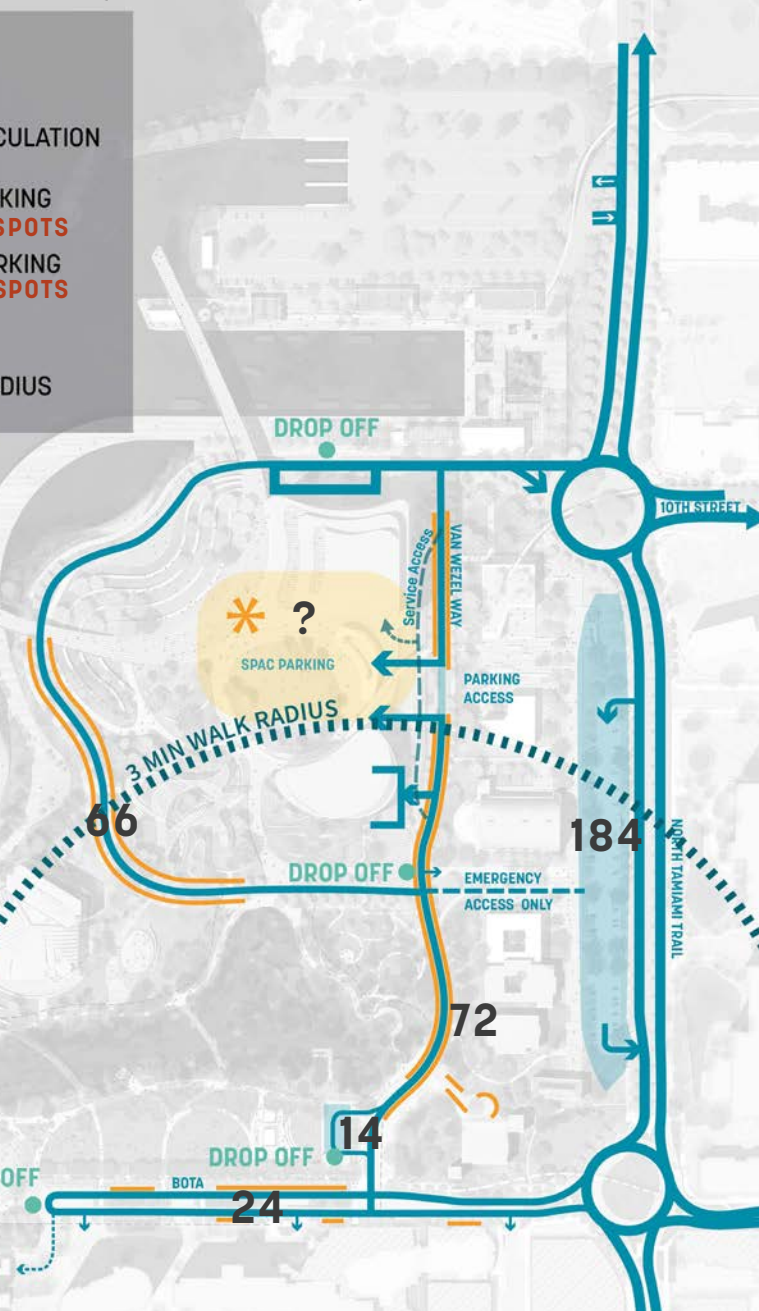 CULATION
KING
SPOTS
RKING
SPOTS
DIUS
DROP OFF
10TH STREET
Service Access
VAN WEZEL WAY
* ?
SPAC PARKING
PARKING
ACCESS
3 MIN WALK RADIUS
66
184
NORTH TAMIAMI TRAIL
DROP OFF
EMERGENCY
ACCESS ONLY
72
14
DROP OFF
OFF
BOTA
24